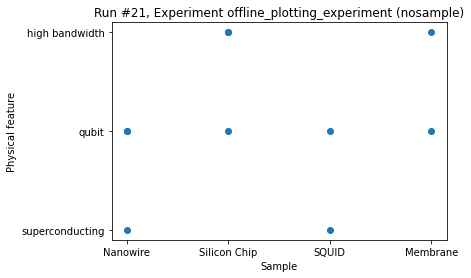 Run #21, Experiment offline_plotting_experiment (nosample)
high bandwidth
qubit
superconducting
Physical feature
Nanowire
Silicon Chip
SQUID
Membrane
Sample